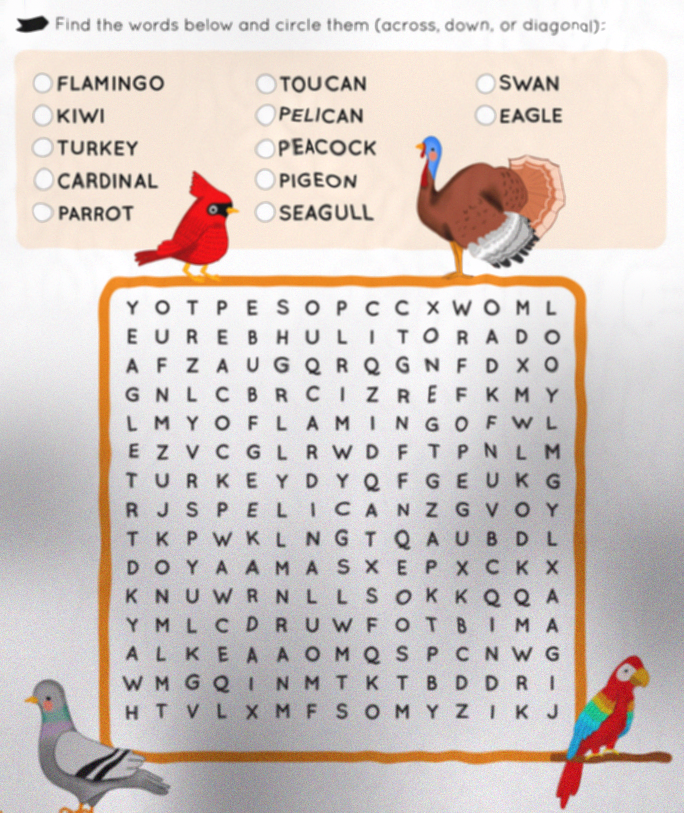 Find the words below and circle them (across, down, or diagonal):
FLAMINGO TOUCAN SWAN
KIWI PELICAN EAGLE
TURKEY PEACOCK
CARDINAL PIGEON
PARROT SEAGULL
Y O T P E S O P C C X W O M L
E U R E B H U L I T O R A D O
A F Z A U G Q R Q G N F D X O
G N L C B R C I Z R E F K M Y
L M Y O F L A M I N G O F W L
E Z V C G L R W D F T P N L M
T U R K E Y D Y Q F G E U K G
R J S P E L I C A N Z G V O Y
T K P W K L N G T Q A U B D L
D O Y A A M A S X E P X C K X
K N U W R N L L S O K K Q Q A
Y M L C D R U W F O T B I M A
A L K E A A O M Q S P C N W G
W M G Q I N M T K T B D D R I
H T V L X M F S O M Y Z I K J